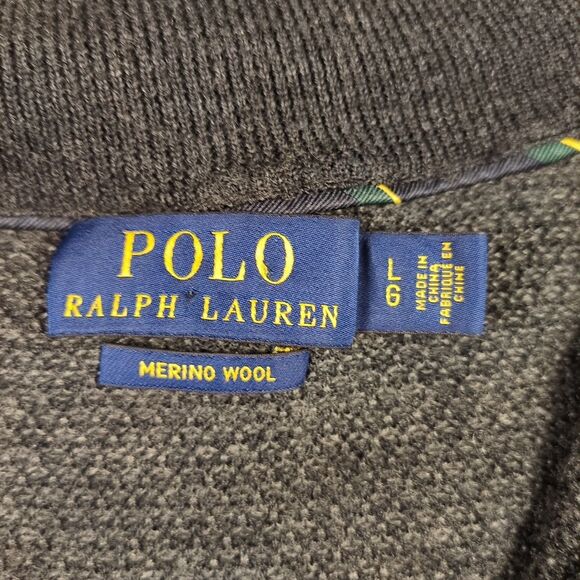 POLO
RALPH LAUREN
MERINO WOOL
L
G
MADE IN
CHINA
FABRIQUÉ EN
CHINE